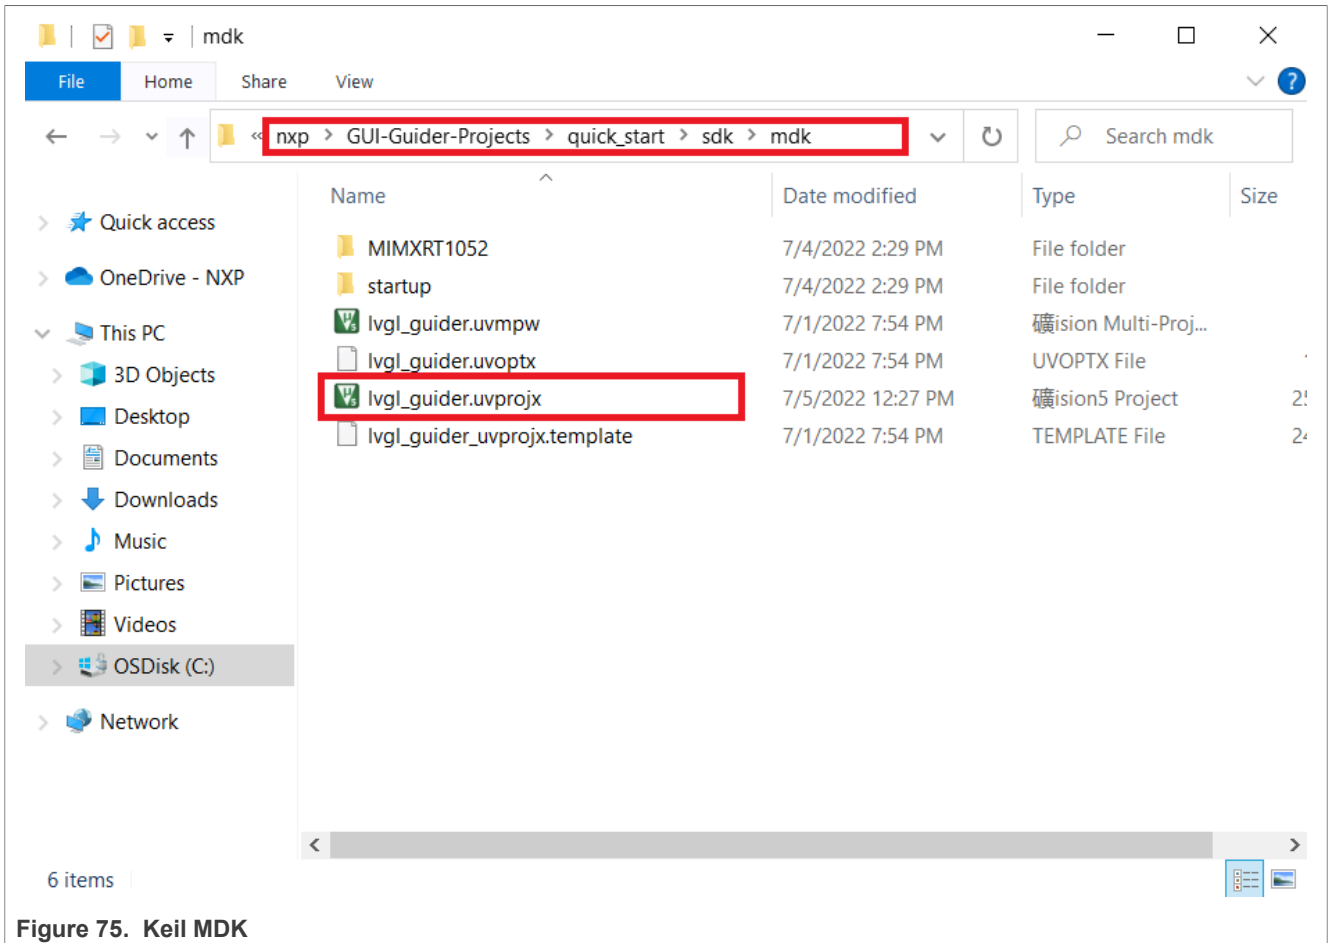 mdk
File Home Share View
« nxp > GUI-Guider-Projects > quick_start > sdk > mdk Search mdk
Name Date modified Type Size
Quick access
OneDrive - NXP
This PC
3D Objects
Desktop
Documents
Downloads
Music
Pictures
Videos
OSDisk (C:)
Network
MIMXRT1052 7/4/2022 2:29 PM File folder
startup 7/4/2022 2:29 PM File folder
lvgl_guider.uvmpw 7/1/2022 7:54 PM 礦ision Multi-Proj...
lvgl_guider.uvoptx 7/1/2022 7:54 PM UVOPTX File
lvgl_guider.uvprojx 7/5/2022 12:27 PM 礦ision5 Project
lvgl_guider_uvprojx.template 7/1/2022 7:54 PM TEMPLATE File
6 items
Figure 75. Keil MDK